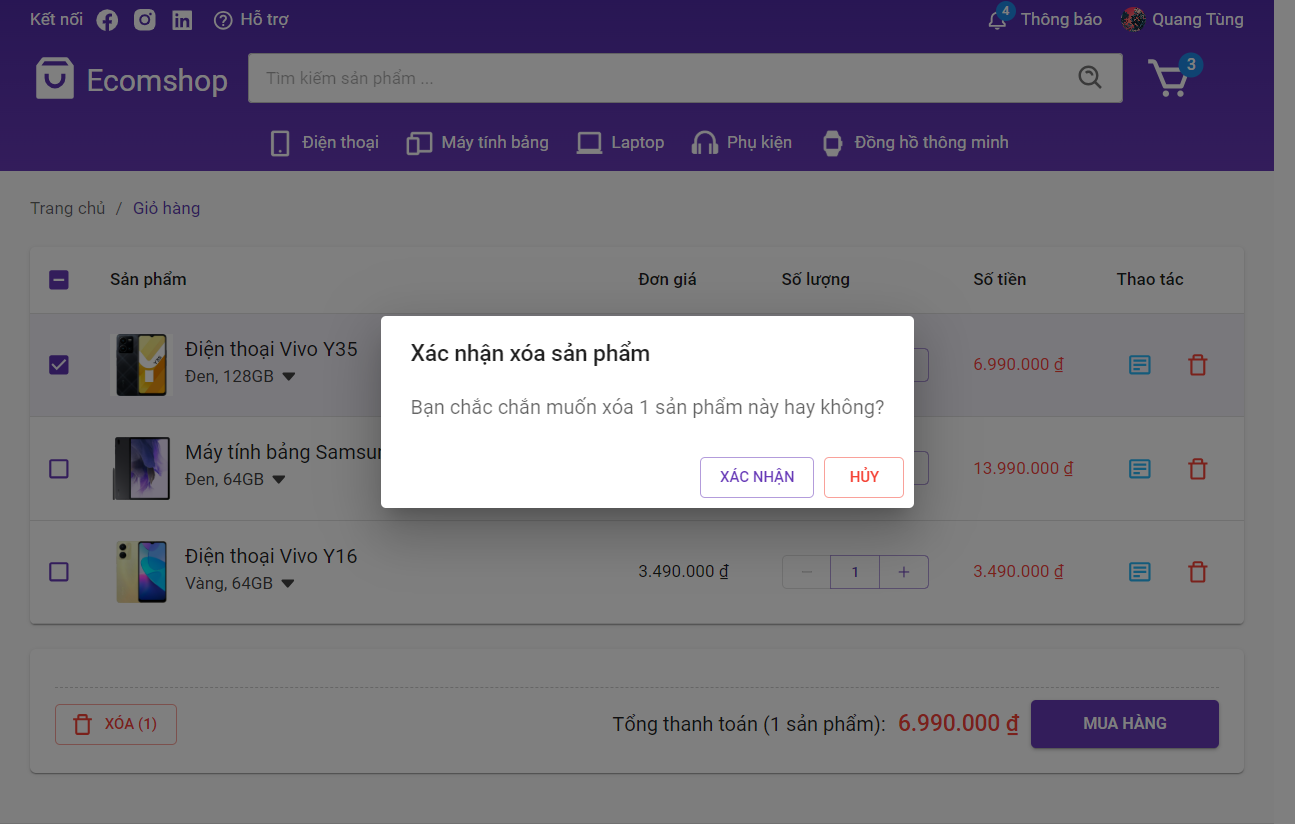 Kết nối Hỗ trợ 4 Thông báo Quang Tùng
Ecomshop Tìm kiếm sản phẩm ... 3
Điện thoại Máy tính bảng Laptop Phụ kiện Đồng hồ thông minh
Trang chủ / Giỏ hàng
Sản phẩm Đơn giá Số lượng Số tiền Thao tác
Xác nhận xóa sản phẩm
Bạn chắc chắn muốn xóa 1 sản phẩm này hay không?
XÁC NHẬN HỦY
Điện thoại Vivo Y35 6.990.000 ₫
Đen, 128GB
Máy tính bảng 13.990.000 ₫
Đen, 64GB
Điện thoại Vivo Y16 3.490.000 ₫ − 1 + 3.490.000 ₫
Vàng, 64GB
XÓA (1) Tổng thanh toán (1 sản phẩm): 6.990.000 ₫ MUA HÀNG